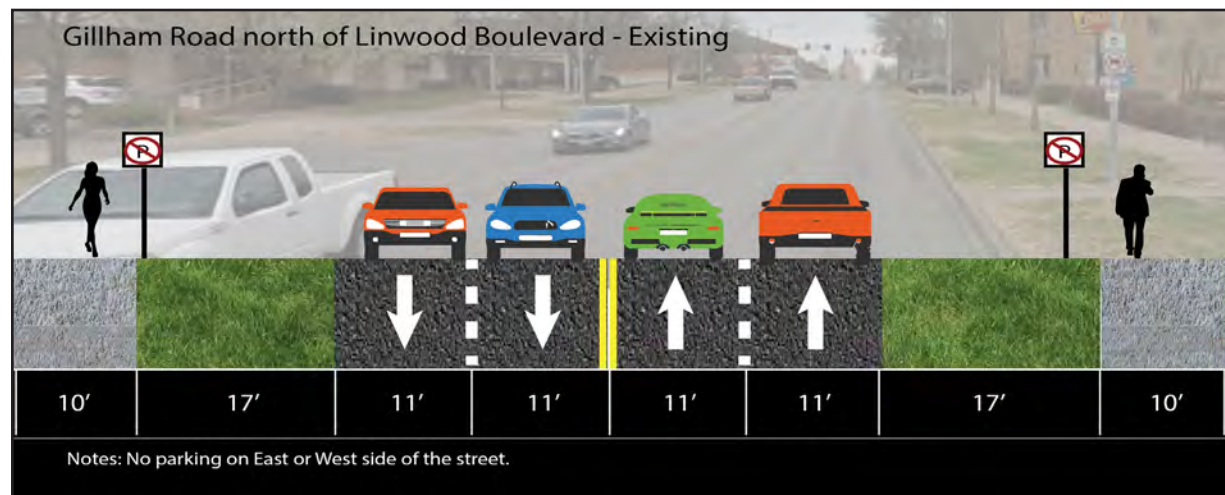 Gillham Road north of Linwood Boulevard - Existing
P P
10’ 17’ 11’ 11’ 11’ 11’ 17’ 10’
Notes: No parking on East or West side of the street.